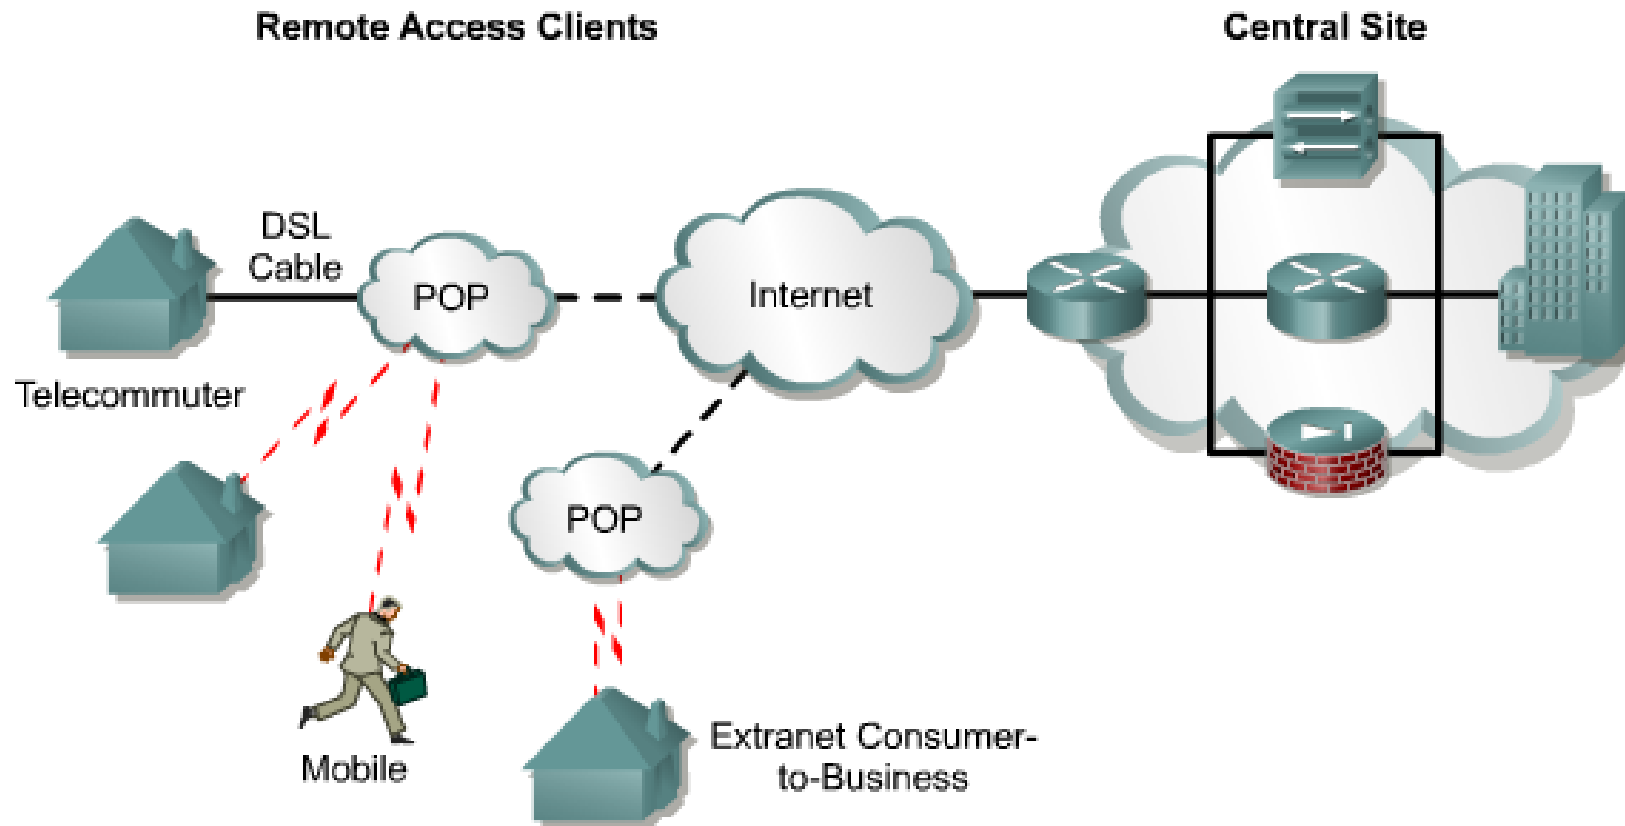 Remote Access Clients
Central Site
DSL
Cable
POP
Internet
Telecommuter
POP
Mobile
Extranet Consumer-
to-Business